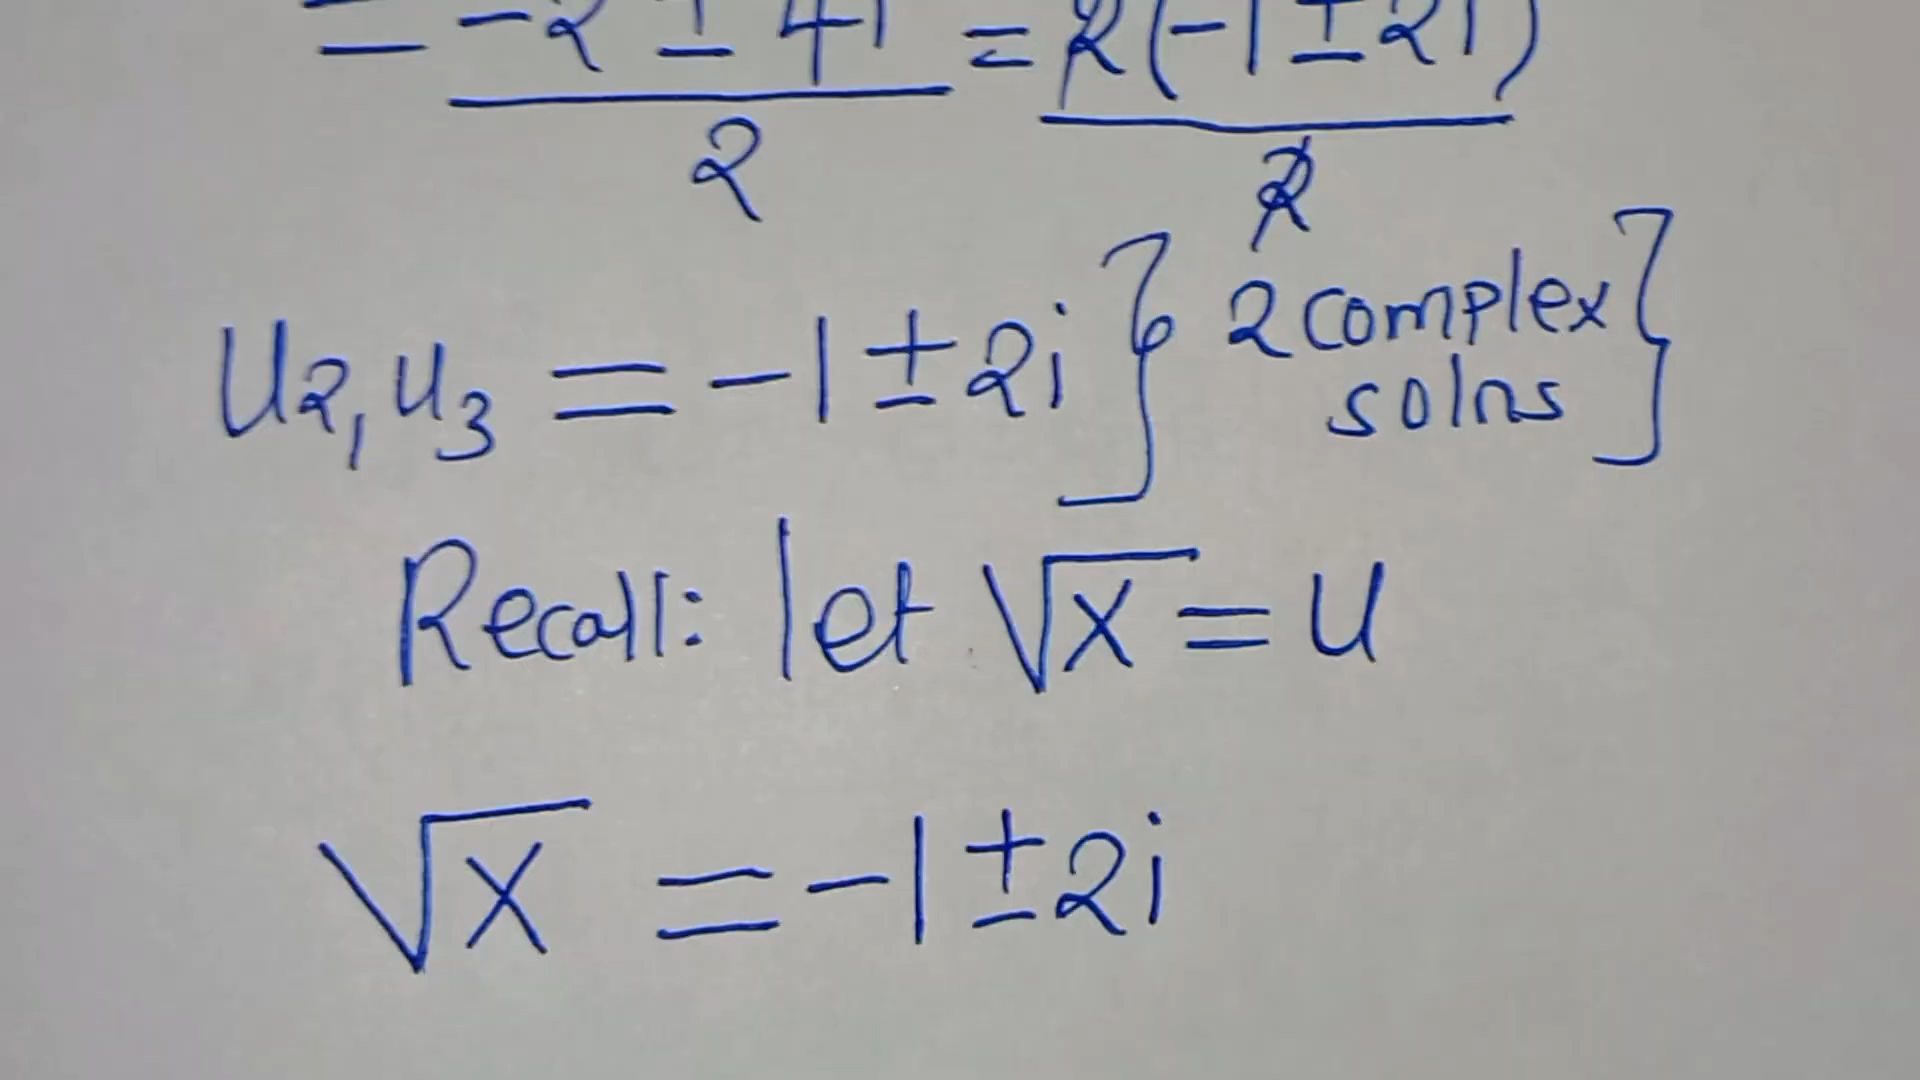 = -2 ± 4i / 2 = 2(-1 ± 2i) / 2
U2, U3 = -1 ± 2i } 2 complex solns }
Recall: let √x = U
√x = -1 ± 2i